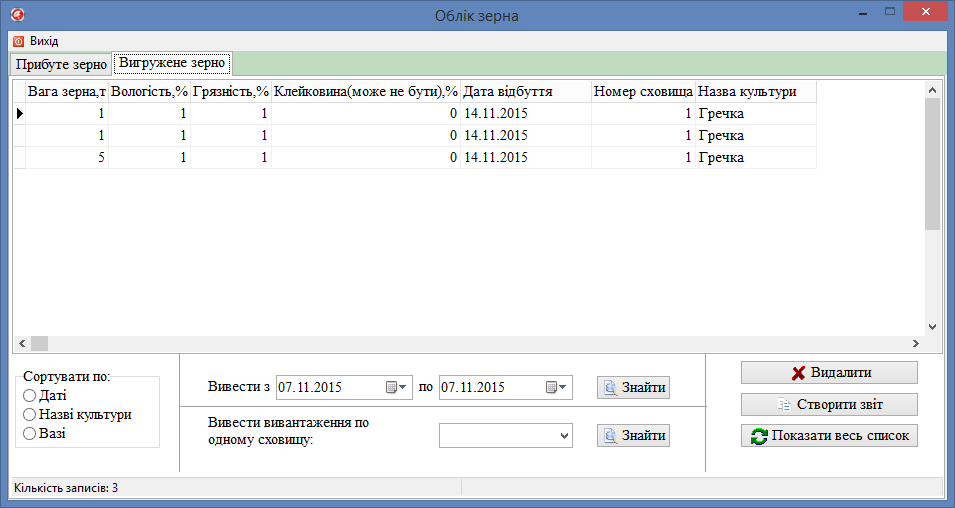 Облік зерна
Вихід
Прибуте зерно Вигружене зерно
Вага зерна,т Вологість,% Грязність,% Клейковина(може не бути),% Дата відбуття Номер сховища Назва культури
1 1 1 0 14.11.2015 1 Гречка
1 1 1 0 14.11.2015 1 Гречка
5 1 1 0 14.11.2015 1 Гречка
Сортувати по:
Даті
Назві культури
Вазі
Вивести з 07.11.2015 по 07.11.2015 Знайти
Вивести вивантаження по
одному сховищу:
Знайти
Видалити
Створити звіт
Показати весь список
Кількість записів: 3